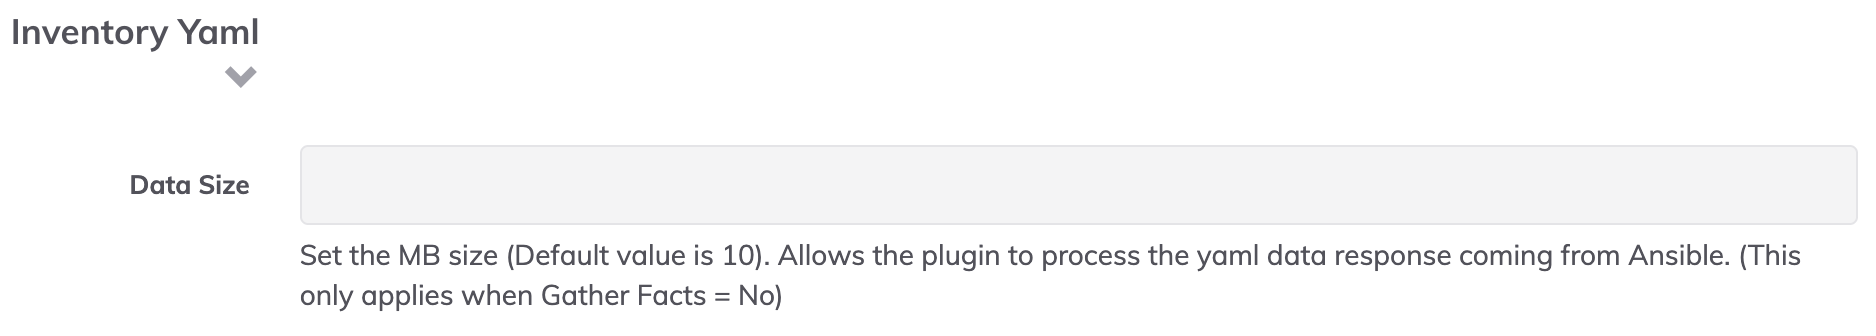 Inventory Yaml
Data Size
Set the MB size (Default value is 10). Allows the plugin to process the yaml data response coming from Ansible. (This
only applies when Gather Facts = No)